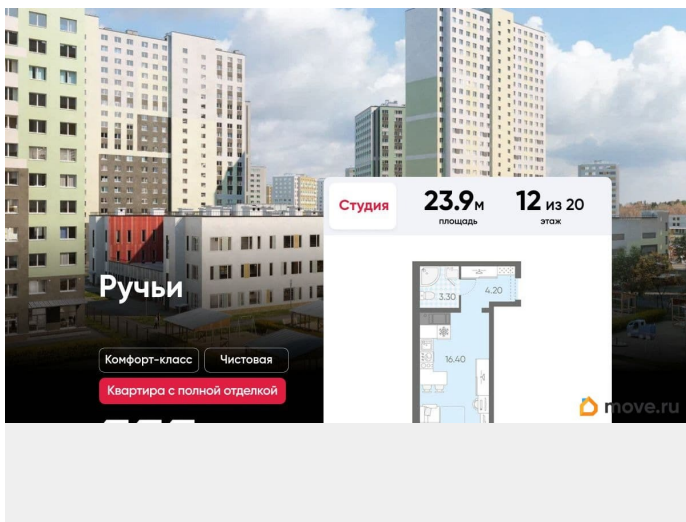 Студия
23.9 м
площадь
12 из 20
этаж
Ручьи
3.30
4.20
16.40
Комфорт-класс
Чистовая
Квартира с полной отделкой
move.ru